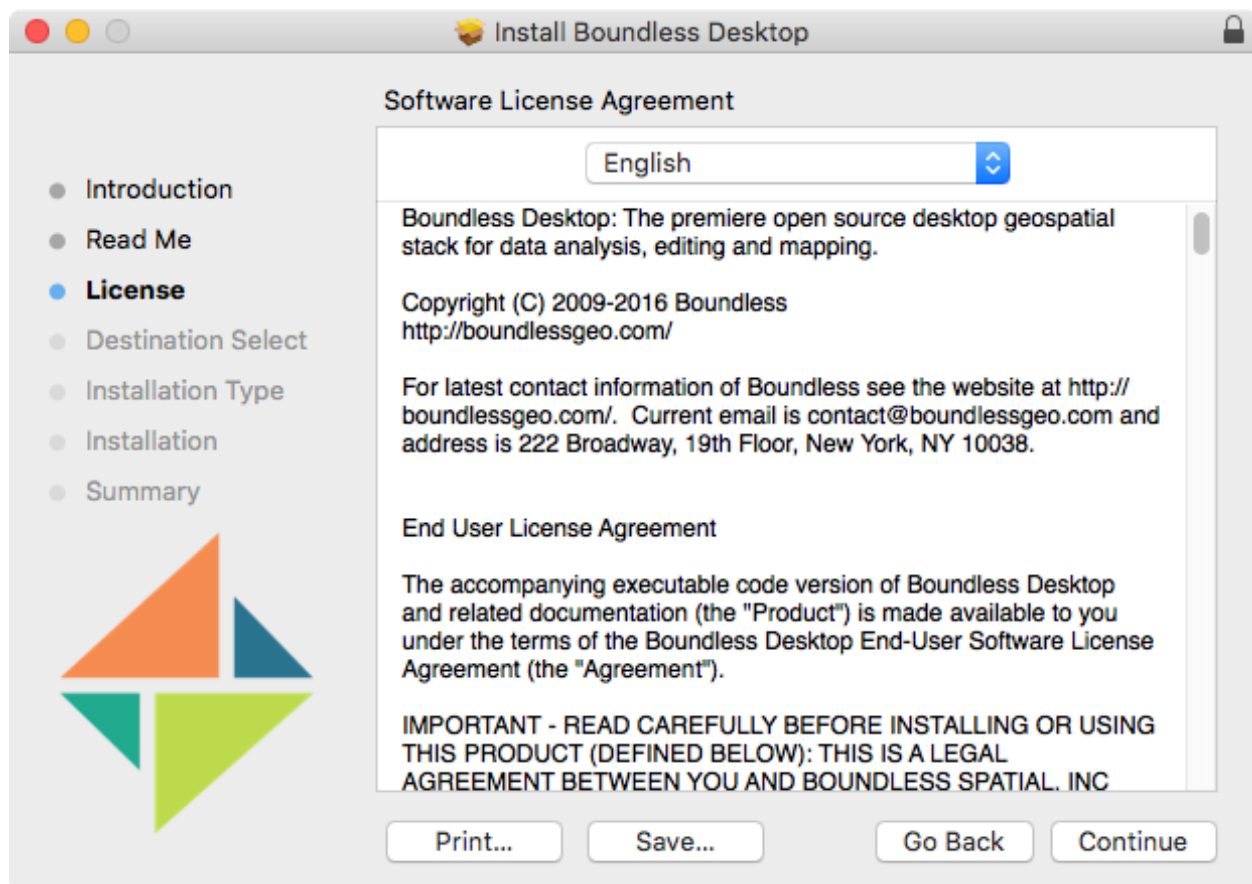 Install Boundless Desktop
Software License Agreement
Introduction
Read Me
License
Destination Select
Installation Type
Installation
Summary
English
Boundless Desktop: The premiere open source desktop geospatial
stack for data analysis, editing and mapping.
Copyright (C) 2009-2016 Boundless
http://boundlessgeo.com/
For latest contact information of Boundless see the website at http://
boundlessgeo.com/.  Current email is contact@boundlessgeo.com and
address is 222 Broadway, 19th Floor, New York, NY 10038.
End User License Agreement
The accompanying executable code version of Boundless Desktop
and related documentation (the "Product") is made available to you
under the terms of the Boundless Desktop End-User Software License
Agreement (the "Agreement").
IMPORTANT - READ CAREFULLY BEFORE INSTALLING OR USING
THIS PRODUCT (DEFINED BELOW): THIS IS A LEGAL
AGREEMENT BETWEEN YOU AND BOUNDLESS SPATIAL, INC
Print...
Save...
Go Back
Continue